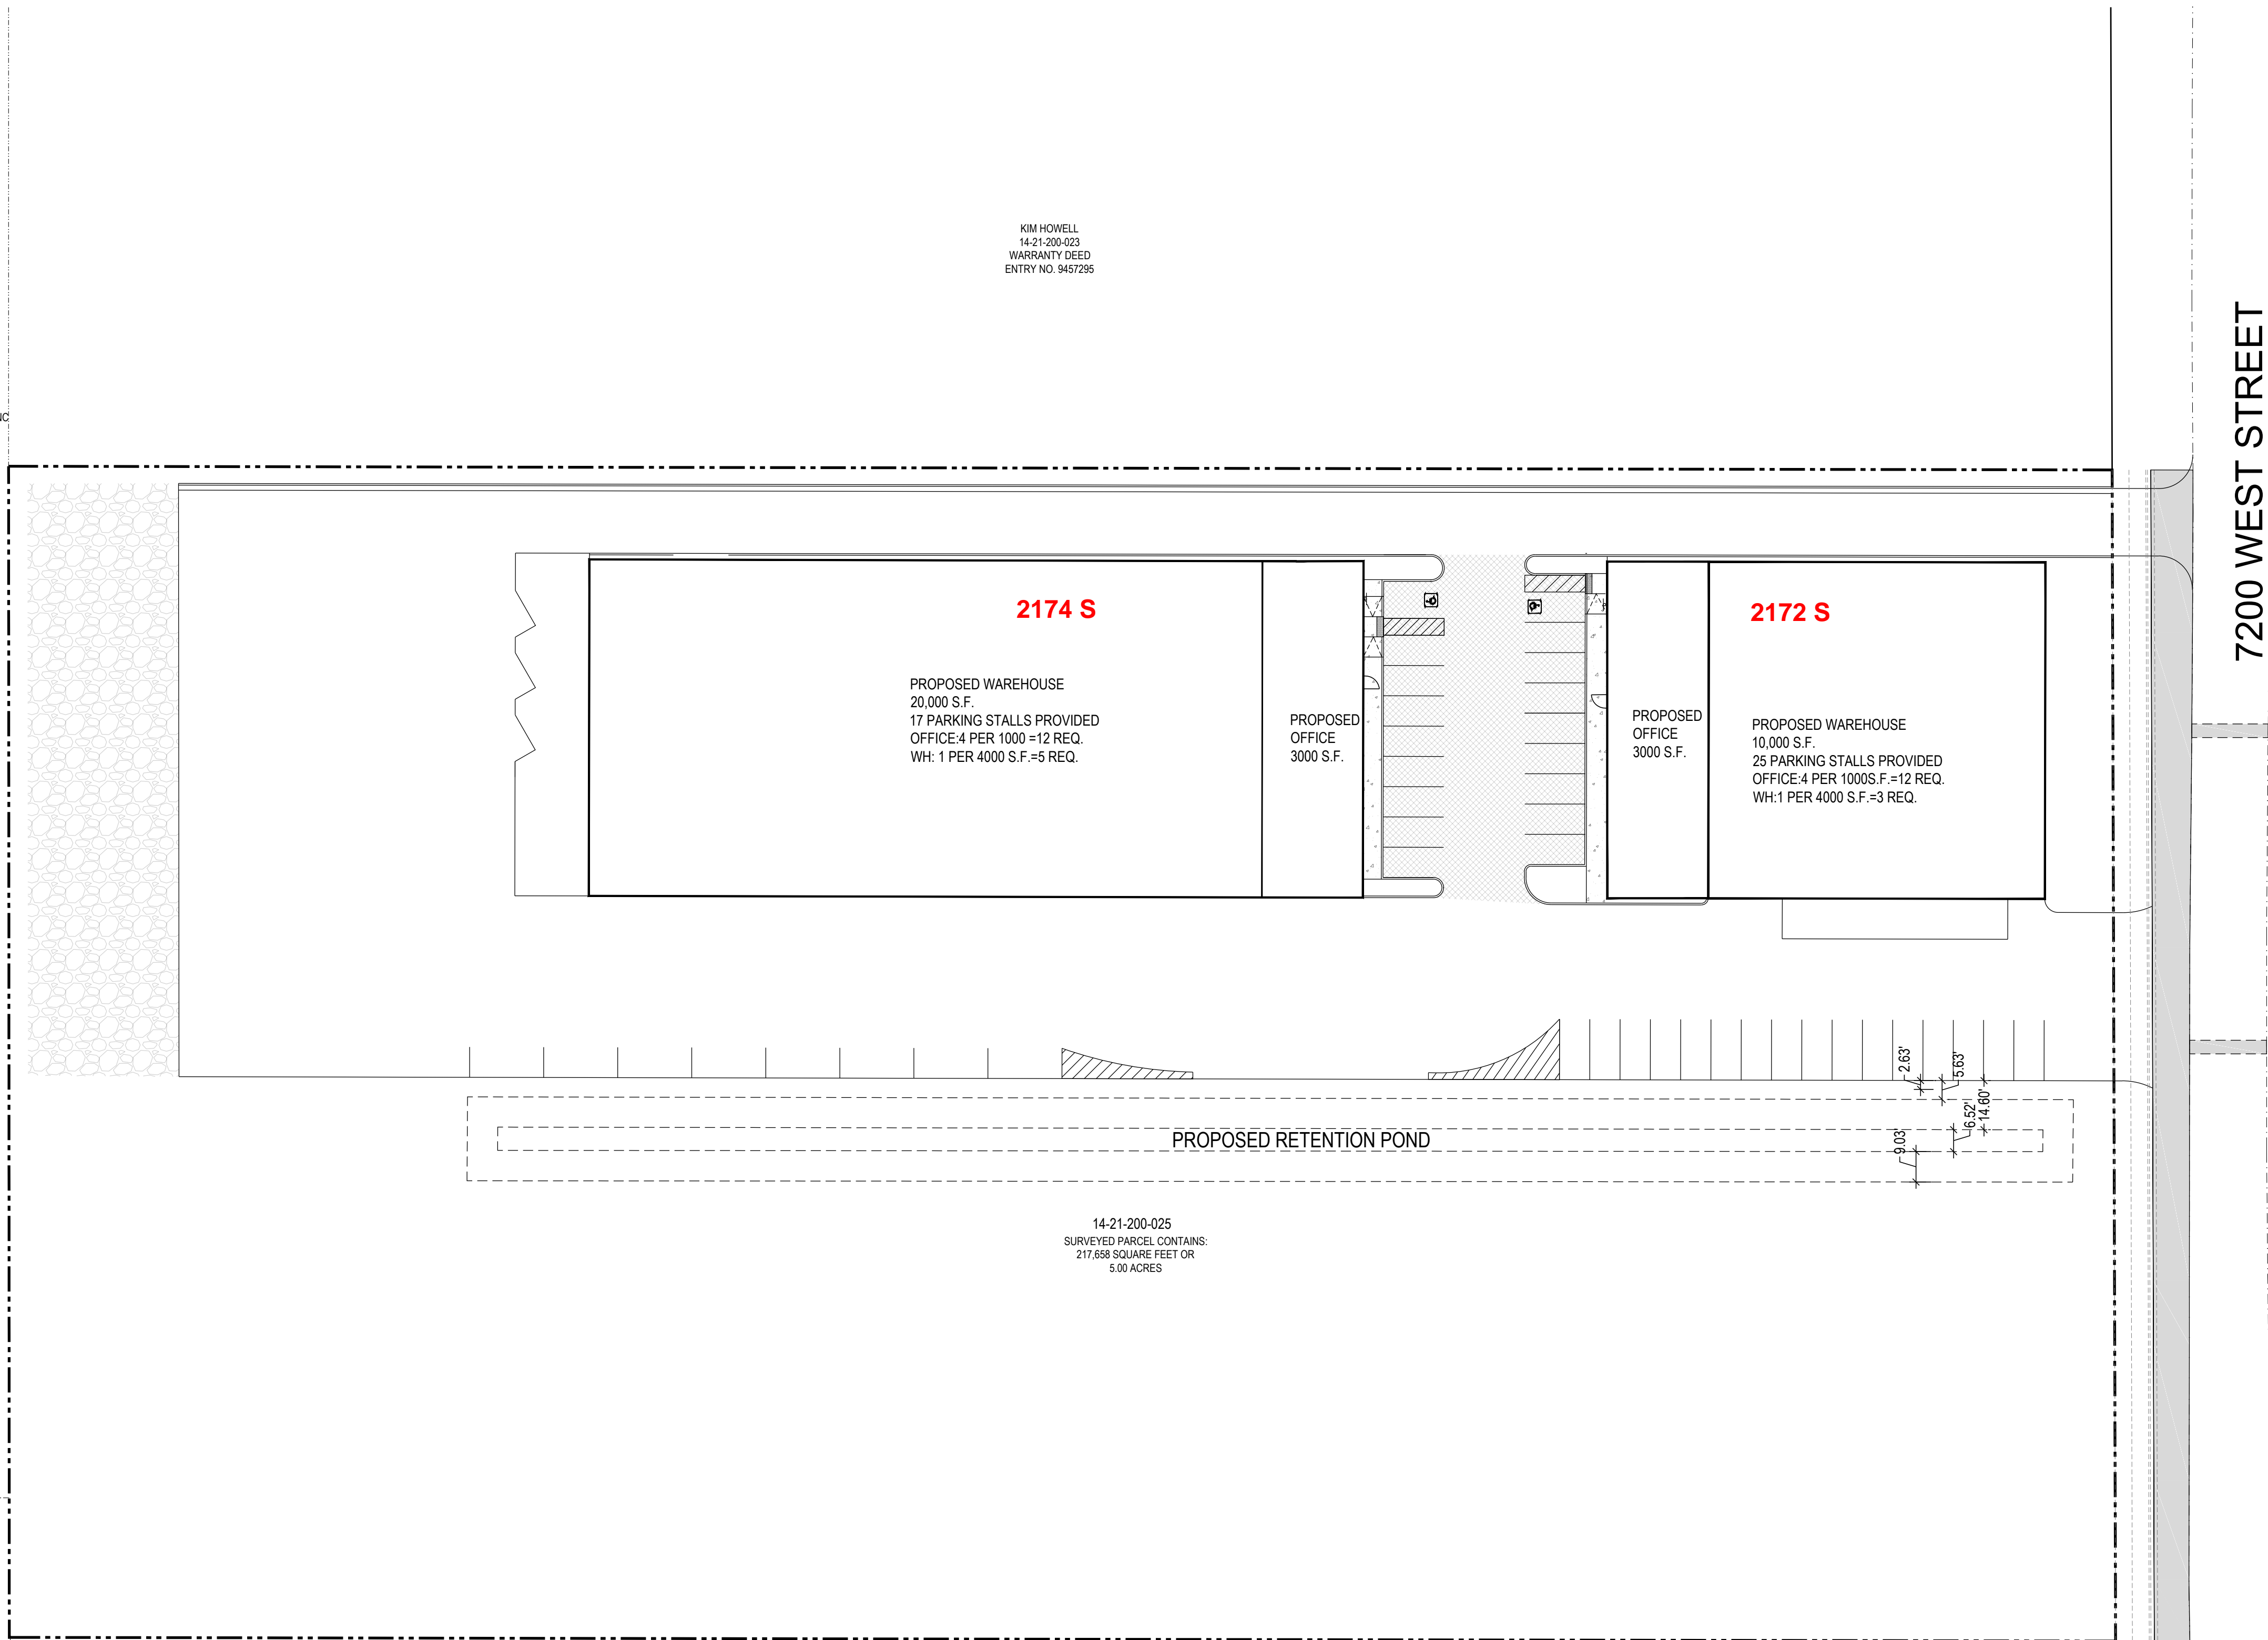 KIM HOWELL
14-21-200-023
WARRANTY DEED
ENTRY NO. 9457295
7200 WEST STREET
NC
2174 S
PROPOSED WAREHOUSE
20,000 S.F.
17 PARKING STALLS PROVIDED
OFFICE:4 PER 1000 =12 REQ.
WH: 1 PER 4000 S.F.=5 REQ.
PROPOSED
OFFICE
3000 S.F.
PROPOSED
OFFICE
3000 S.F.
2172 S
PROPOSED WAREHOUSE
10,000 S.F.
25 PARKING STALLS PROVIDED
OFFICE:4 PER 1000S.F.=12 REQ.
WH:1 PER 4000 S.F.=3 REQ.
2.63'
5.63'
14.60'
6.52'
9.03'
PROPOSED RETENTION POND
14-21-200-025
SURVEYED PARCEL CONTAINS:
217,658 SQUARE FEET OR
5.00 ACRES